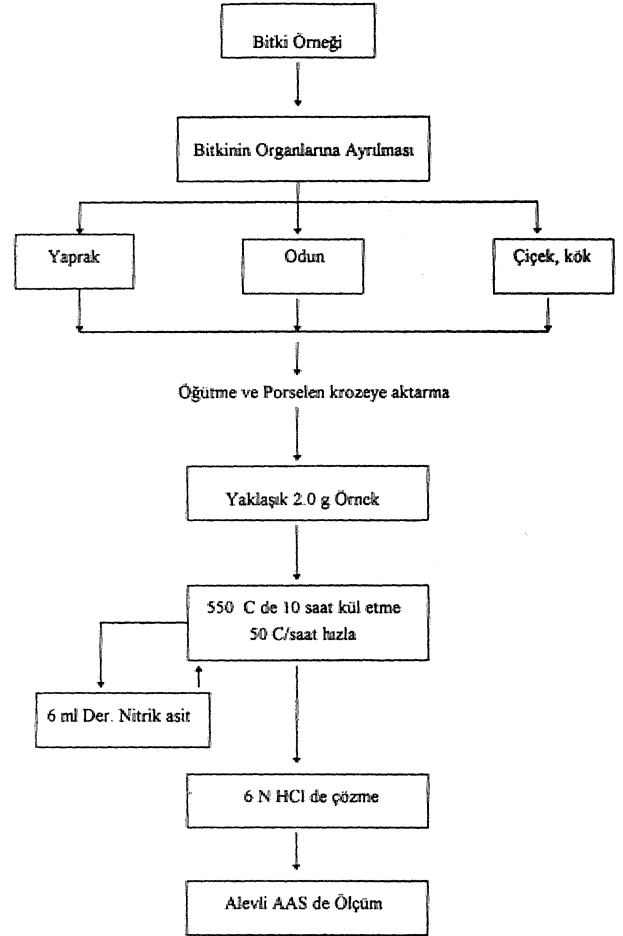 Bitki Örneği
Bitkinin Organlarına Ayrılması
Yaprak
Odun
Çiçek, kök
Öğütme ve Porselen krozeye aktarma
Yaklaşık 2.0 g Örnek
550 C de 10 saat kül etme
50 C/saat hızla
6 ml Der. Nitrik asit
6 N HCl de çözme
Alevli AAS de Ölçüm